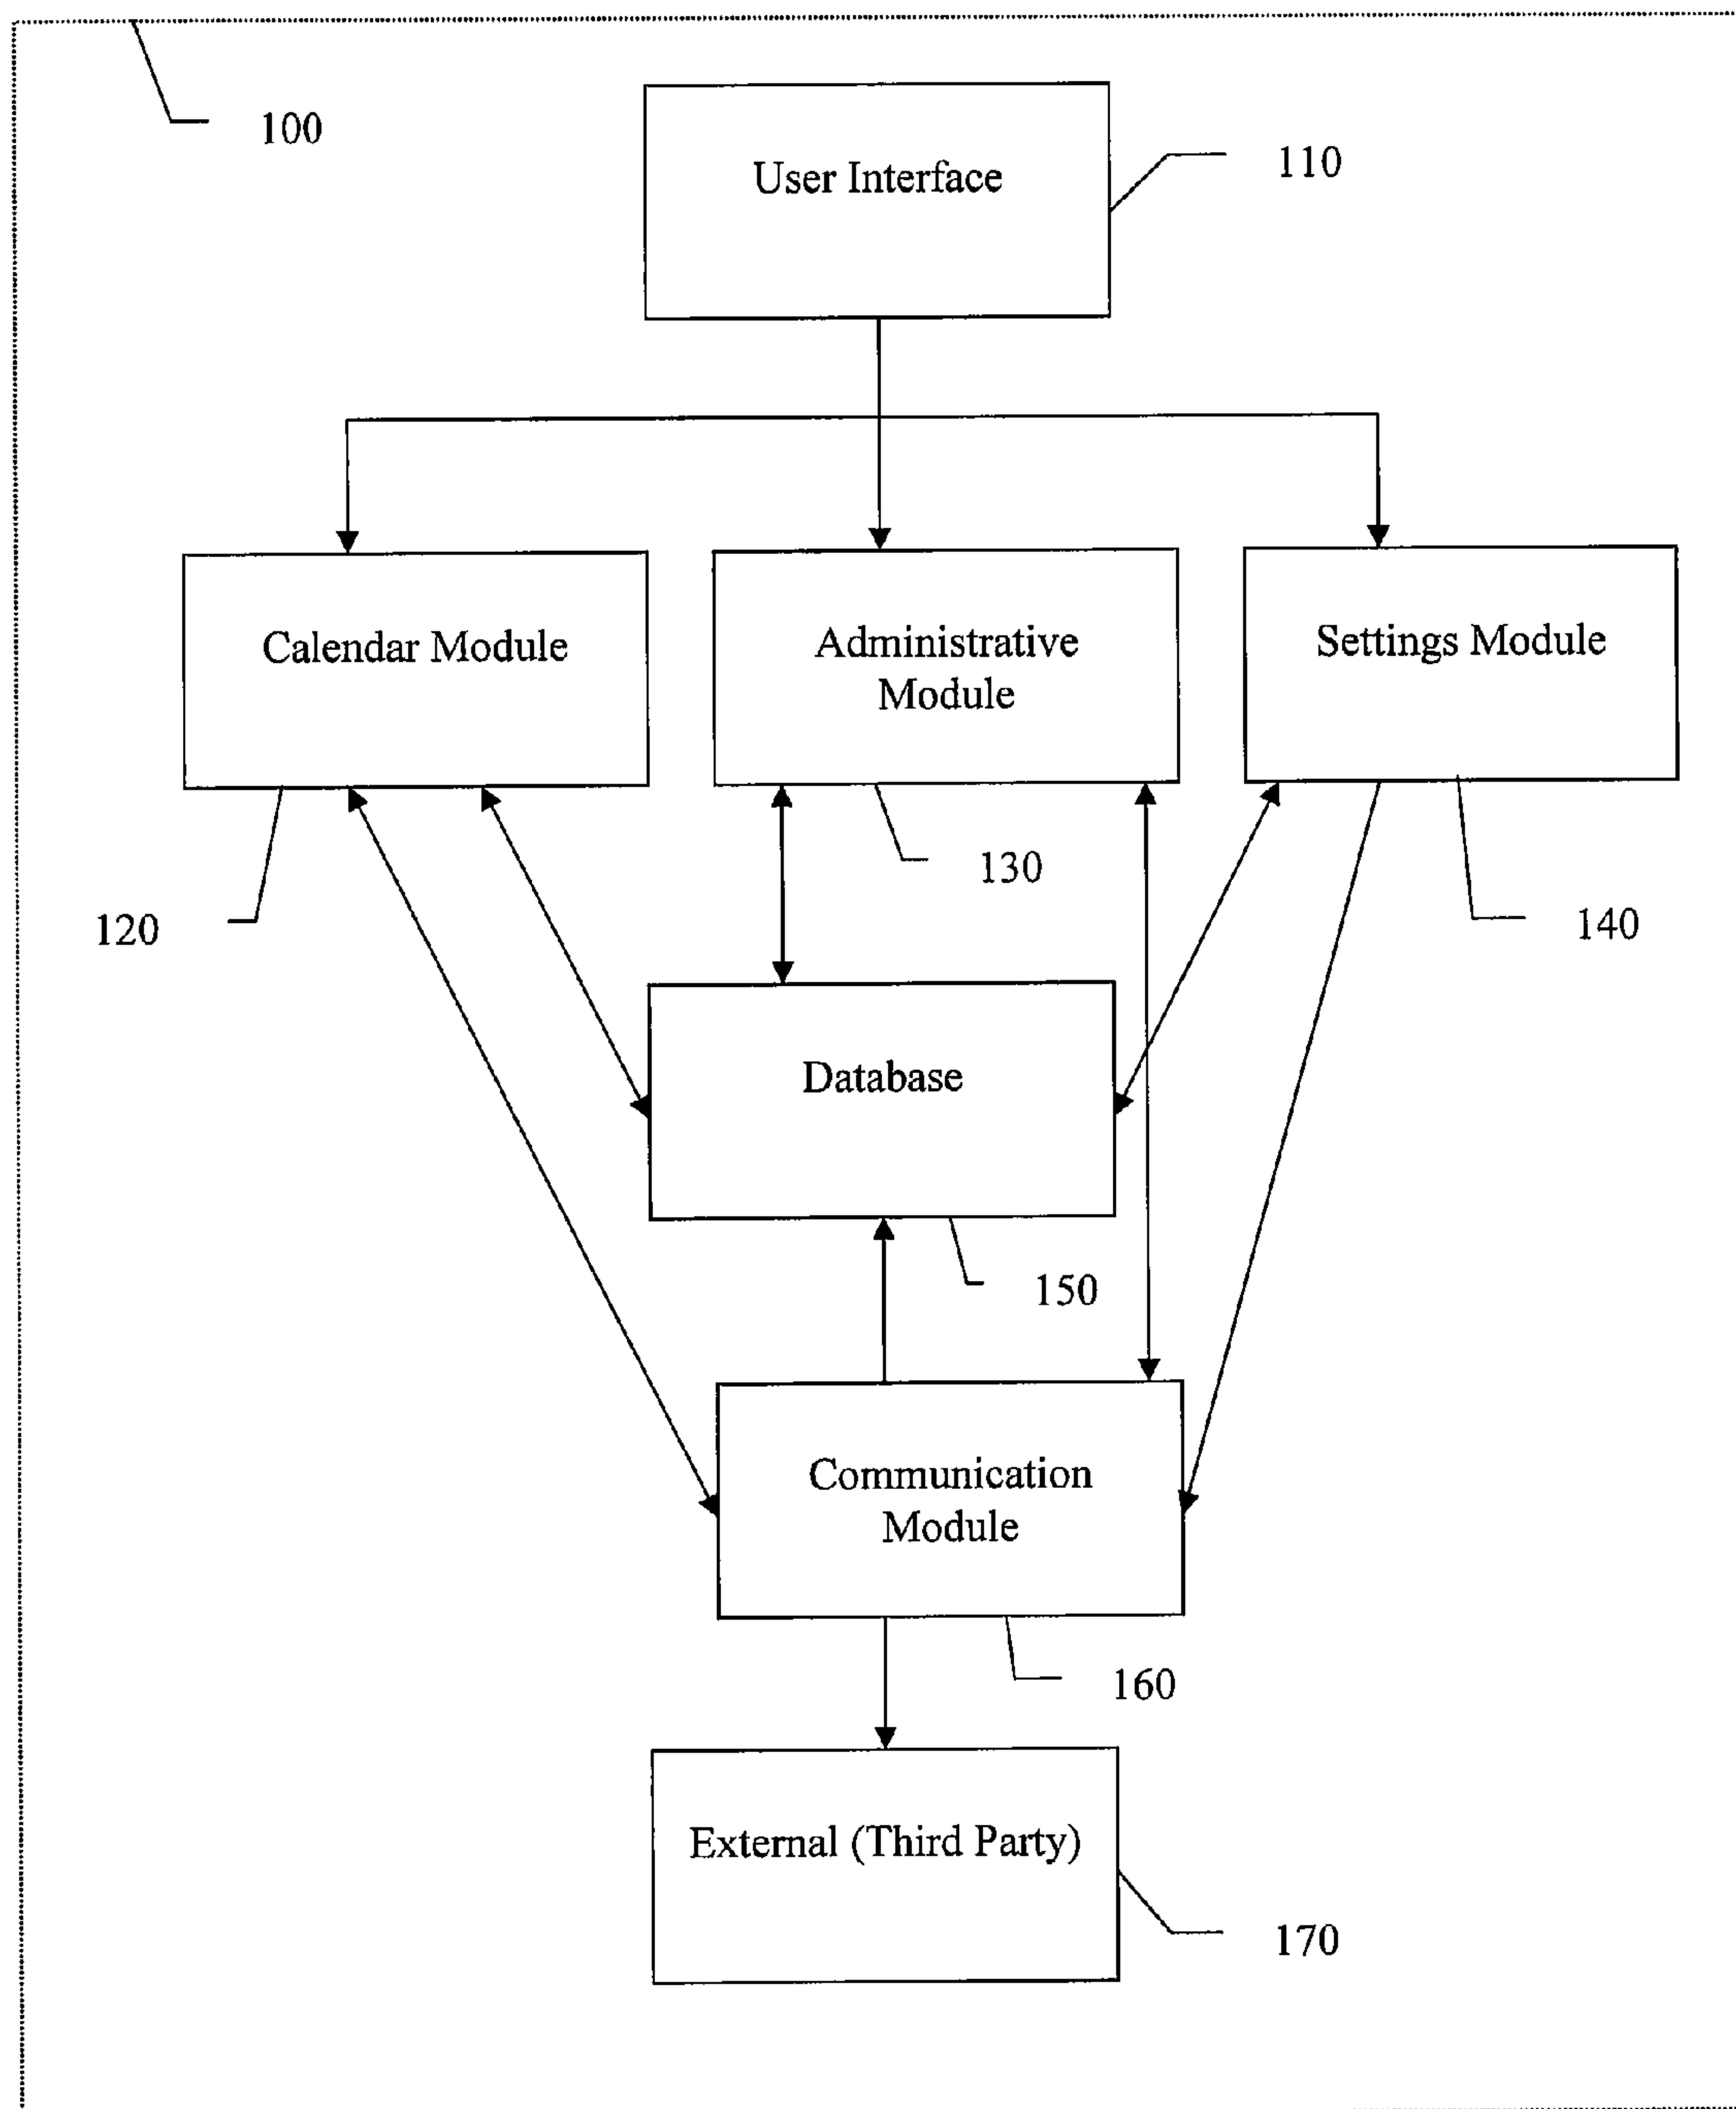 100
110
User Interface
Calendar Module
Administrative
Module
Settings Module
120
130
140
Database
150
Communication
Module
160
External (Third Party)
170